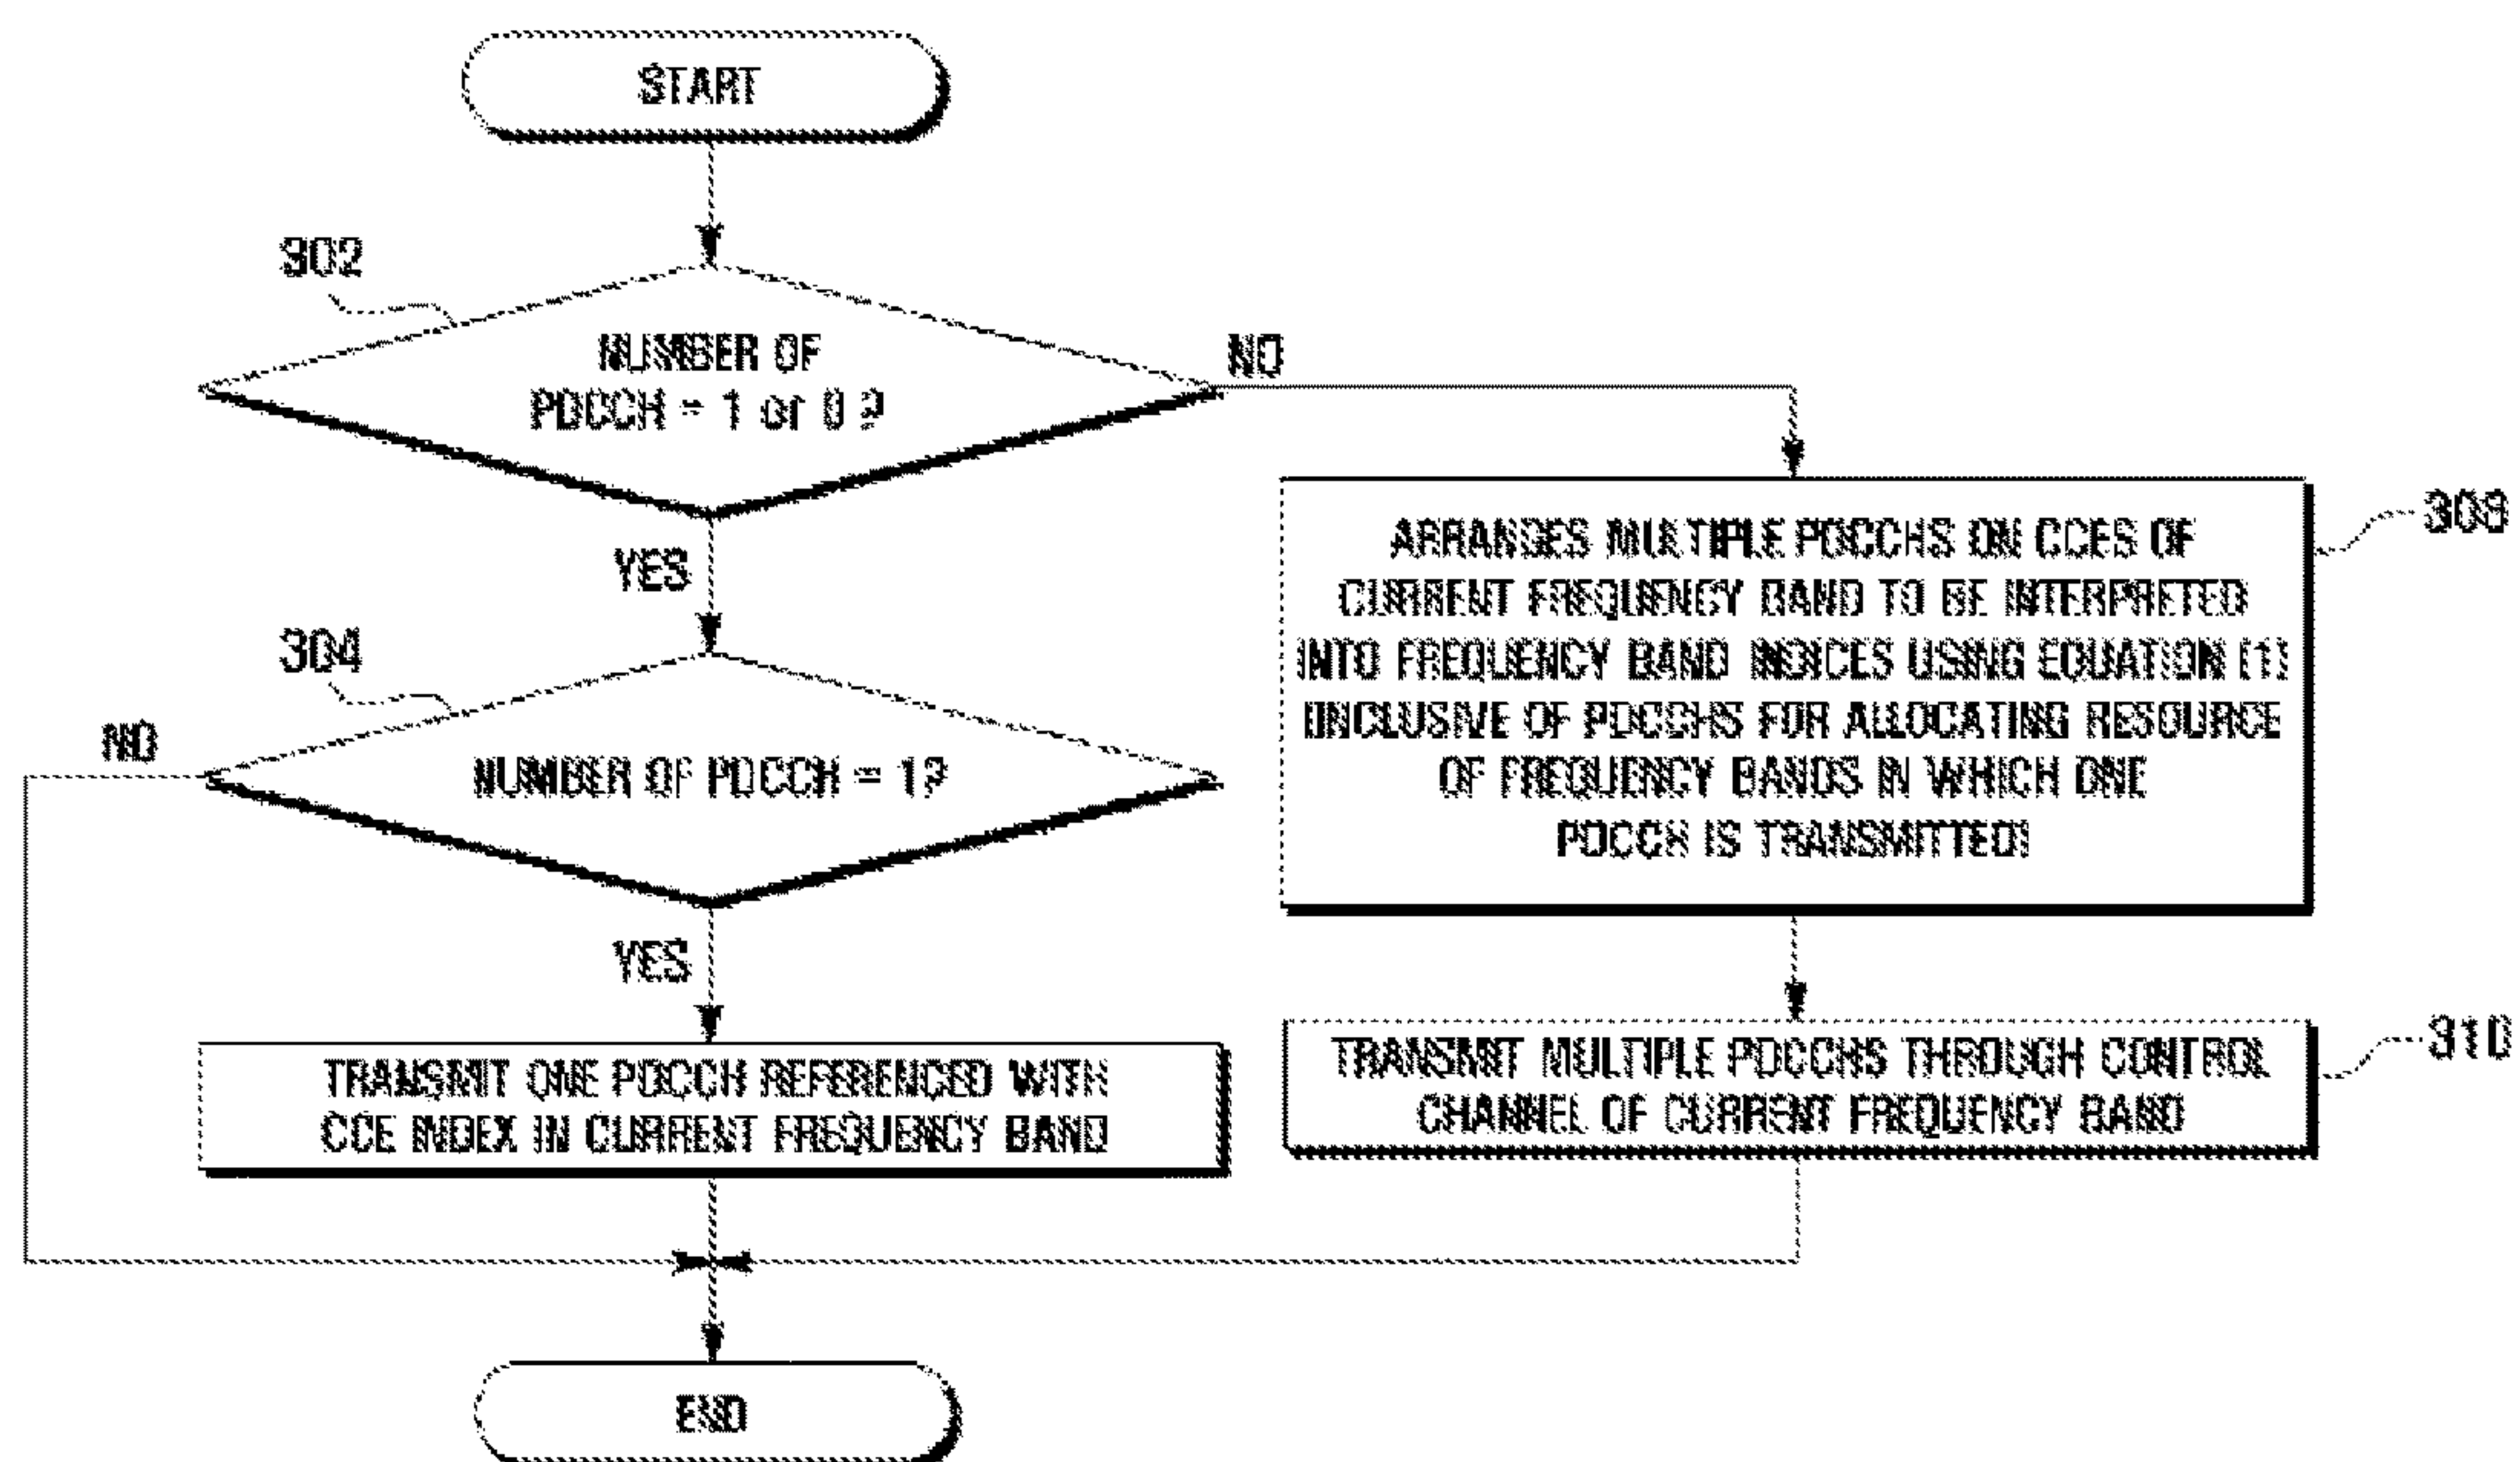 START
302
NUMBER OF
PDCCH = 1 or 0 ?
NO
YES
304
NUMBER OF PDCCH = 1?
NO
YES
TRANSMIT ONE PDCCH REFERENCED WITH
CCE INDEX IN CURRENT FREQUENCY BAND
ARRANGES MULTIPLE PDCCHS ON CCES OF
CURRENT FREQUENCY BAND TO BE INTERPRETED
INTO FREQUENCY BAND INDICES USING EQUATION (1)
(INCLUSIVE OF PDCCHS FOR ALLOCATING RESOURCE
OF FREQUENCY BANDS IN WHICH ONE
PDCCH IS TRANSMITTED)
TRANSMIT MULTIPLE PDCCHS THROUGH CONTROL
CHANNEL OF CURRENT FREQUENCY BAND
310
END